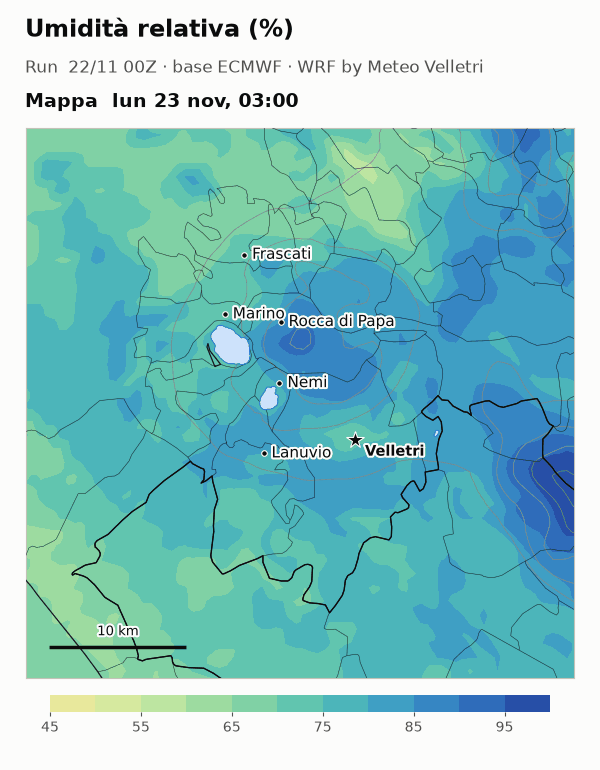 Umidità relativa (%)
Run  22/11 00Z · base ECMWF · WRF by Meteo Velletri
Mappa  lun 23 nov, 03:00
Frascati
Marino
Rocca di Papa
Nemi
Velletri
Lanuvio
10 km
45 55 65 75 85 95